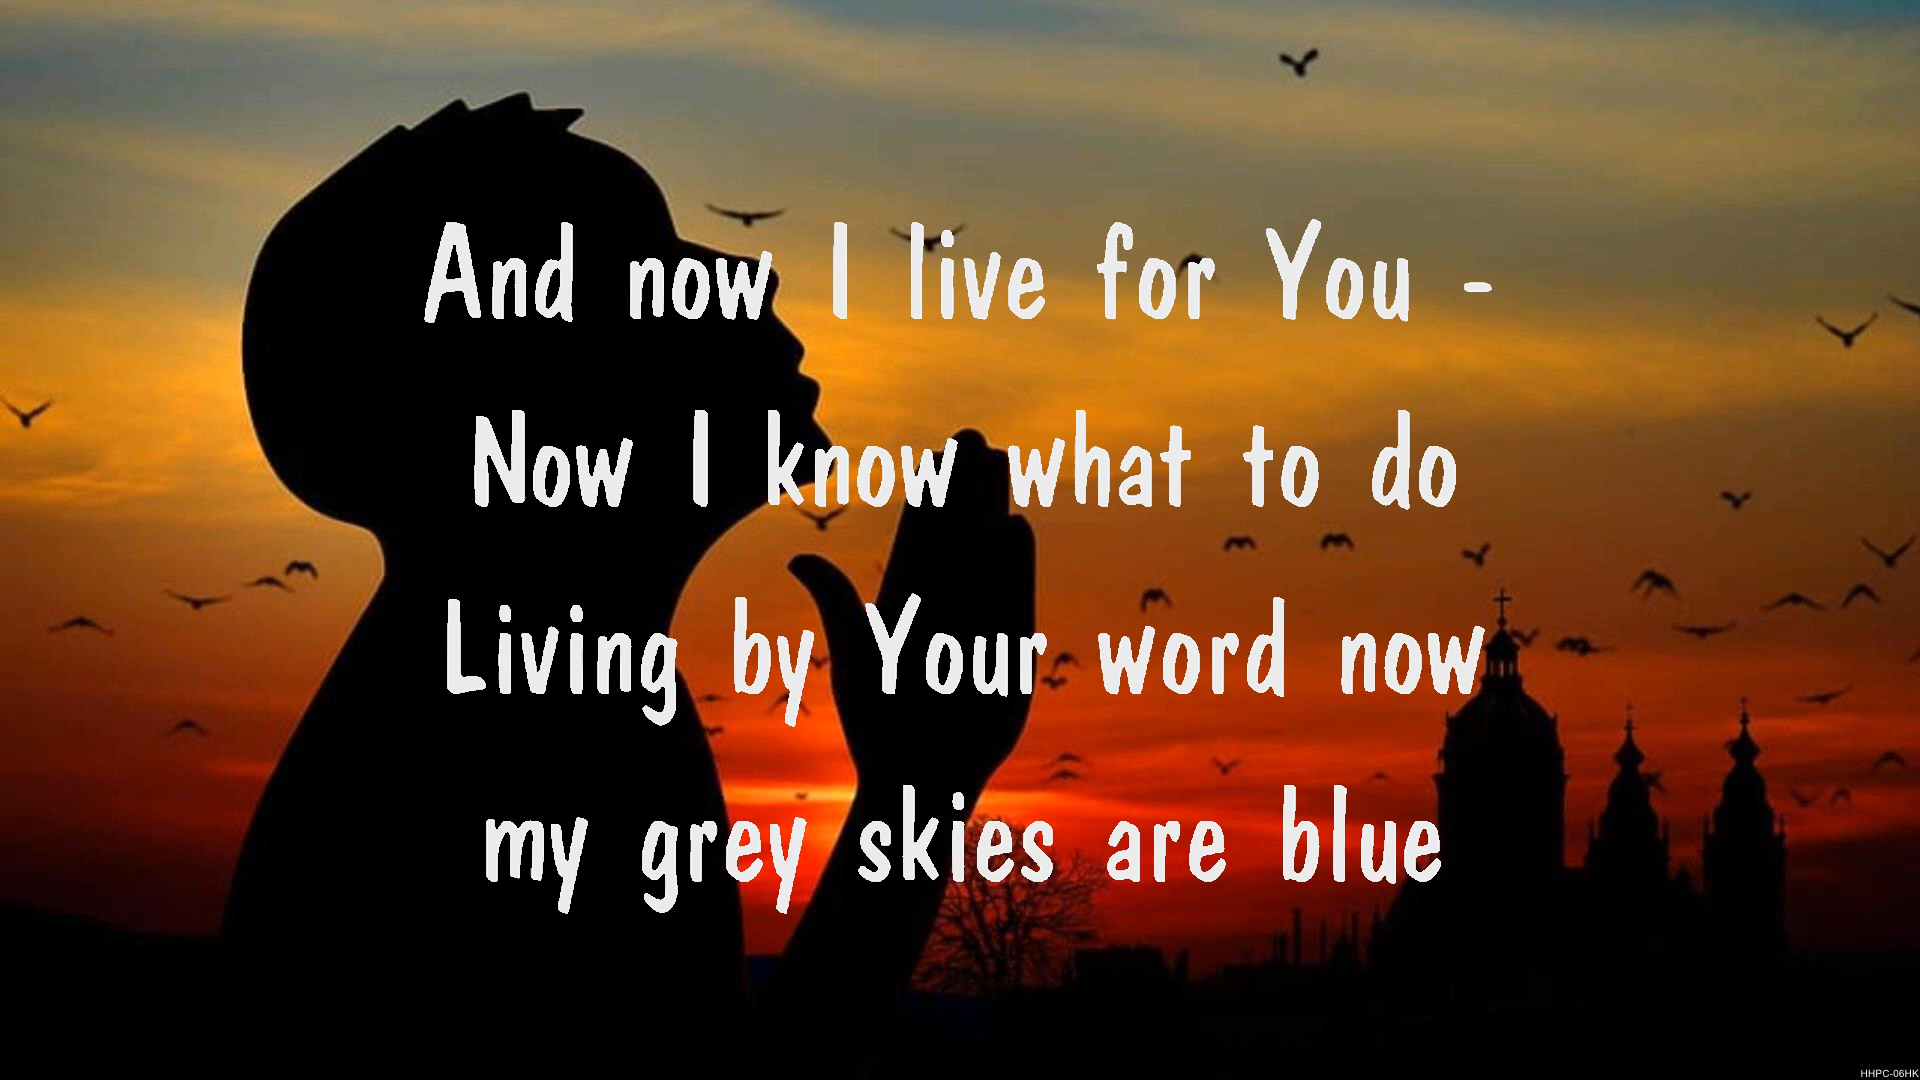 And now I live for You -
Now I know what to do
Living by Your word now
my grey skies are blue
HHPC-06HK